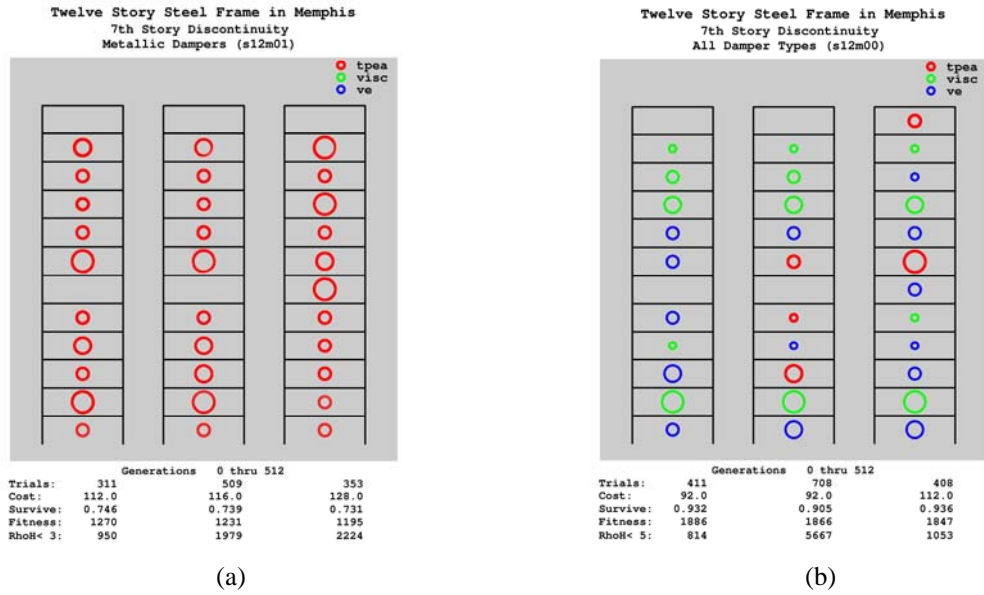 Twelve Story Steel Frame in Memphis
7th Story Discontinuity
Metallic Dampers (s12m01)
tpea
visc
ve
Generations 0 thru 512
Trials: 311 509 353
Cost: 112.0 116.0 128.0
Survive: 0.746 0.739 0.731
Fitness: 1270 1231 1195
RhoH< 3: 950 1979 2224
(a)
Twelve Story Steel Frame in Memphis
7th Story Discontinuity
All Damper Types (s12m00)
tpea
visc
ve
Generations 0 thru 512
Trials: 411 708 408
Cost: 92.0 92.0 112.0
Survive: 0.932 0.905 0.936
Fitness: 1886 1866 1847
RhoH< 5: 814 5667 1053
(b)